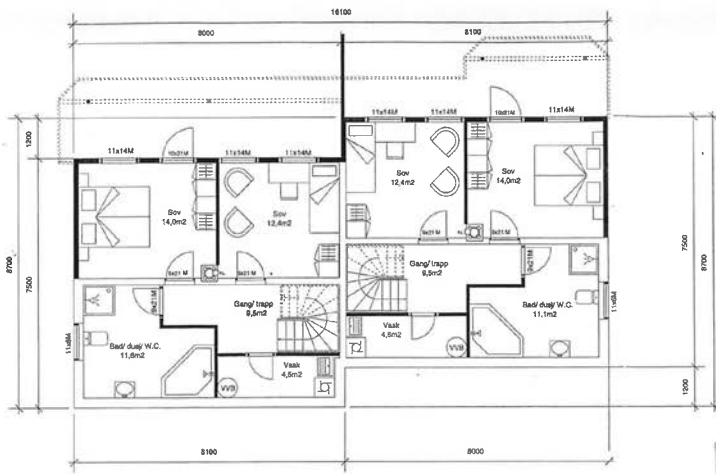 16100
8000
8100
11x14M
11x14M
10x21M
11x14M
11x14M
10x21M
11x14M
11x14M
1200
8700
7500
Sov
12,4m2
Sov
14,0m2
Sov
14,0m2
Sov
12,4m2
9x21M
9x21M
9x21M
9x21M
Gang/ trapp
9,5m2
9x21M
Gang/ trapp
9,5m2
9x21M
Bad/ dusj/ W.C.
11,1m2
11x6M
Vask
4,5m2
VVB
Bad/ dusj/ W.C.
11,6m2
11x6M
Vask
4,5m2
VVB
7500
8700
1200
8100
8000